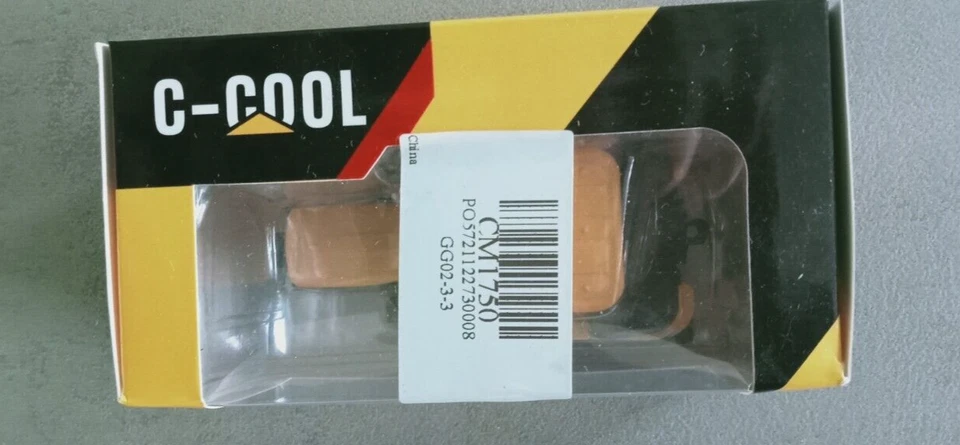 C-COOL
China
CM1750
PO5721122730008
GG02-3-3